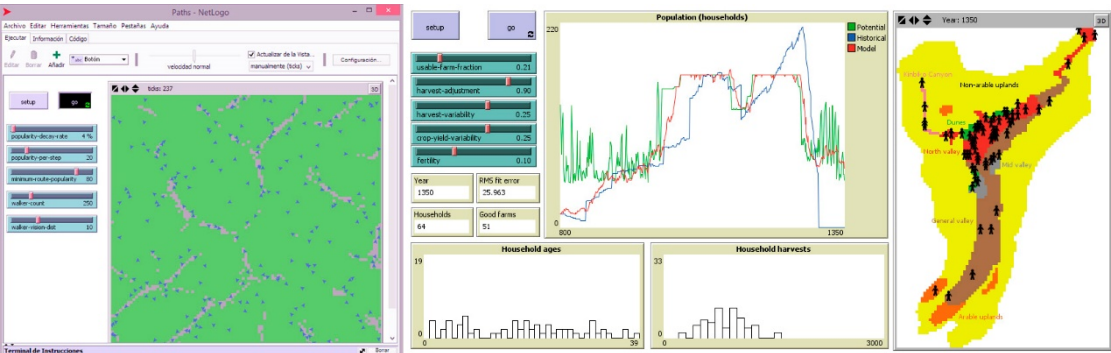 Paths - NetLogo
Archivo Editar Herramientas Tamaño Pestañas Ayuda
Ejecutar Información Código
Editar Borrar Añadir
Botón
velocidad normal
Actualizar de la Vista...
manualmente (ticks)
Configuración...
setup go
ticks: 237
3D
popularity-decay-rate 4 %
popularity-per-step 20
minimum-route-popularity 80
walker-count 250
walker-vision-dist 10
Terminal de Instrucciones
Borrar
setup go
usable-farm-fraction 0.21
harvest-adjustment 0.90
harvest-variability 0.25
crop-yield-variability 0.25
fertility 0.10
Year
1350
RMS fit error
25.963
Households
64
Good farms
51
Population (households)
220
0
800 1350
Potential
Historical
Model
Household ages
19
0
0 39
Household harvests
33
0
0 3000
Year: 1350
3D
Non-arable uplands
Dunes
North valley
Mid valley
General valley
Arable uplands